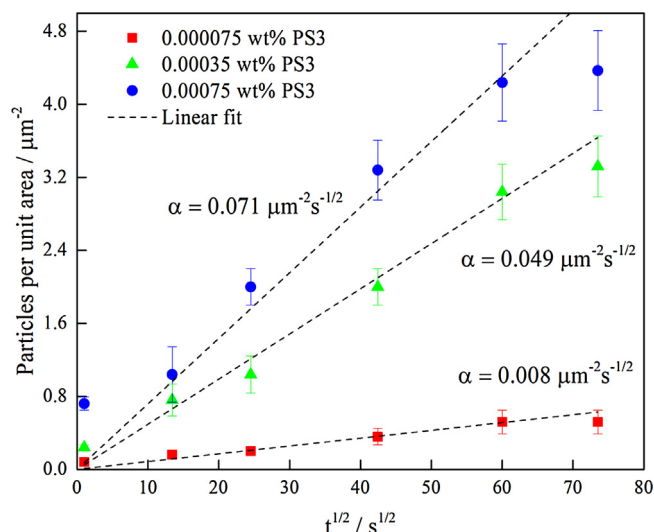 4.8
4.0
3.2
2.4
1.6
0.8
0.0
Particles per unit area / μm⁻²
0.000075 wt% PS3
0.00035 wt% PS3
0.00075 wt% PS3
Linear fit
α = 0.071 μm⁻²s⁻¹/²
α = 0.049 μm⁻²s⁻¹/²
α = 0.008 μm⁻²s⁻¹/²
0 10 20 30 40 50 60 70 80
t¹/² / s¹/²